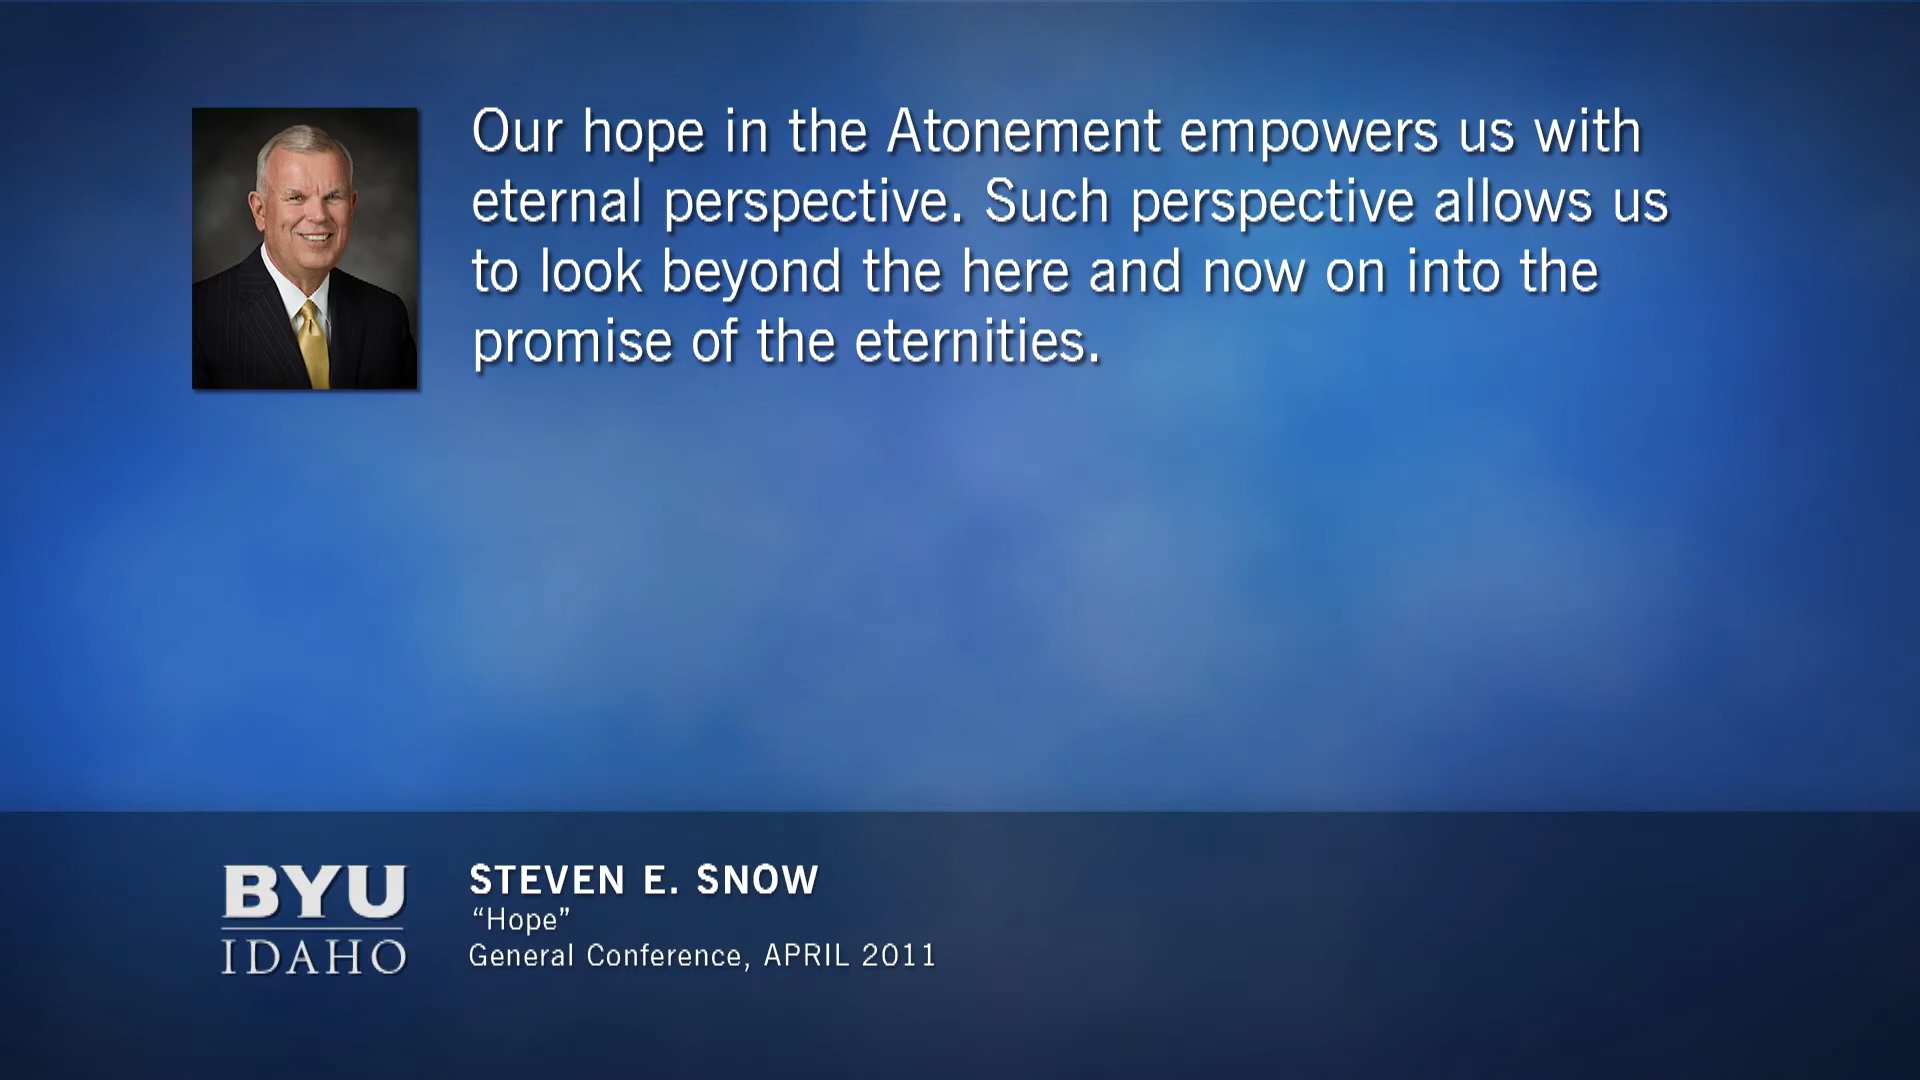 Our hope in the Atonement empowers us with
eternal perspective. Such perspective allows us
to look beyond the here and now on into the
promise of the eternities.
BYU
IDAHO
STEVEN E. SNOW
“Hope”
General Conference, APRIL 2011